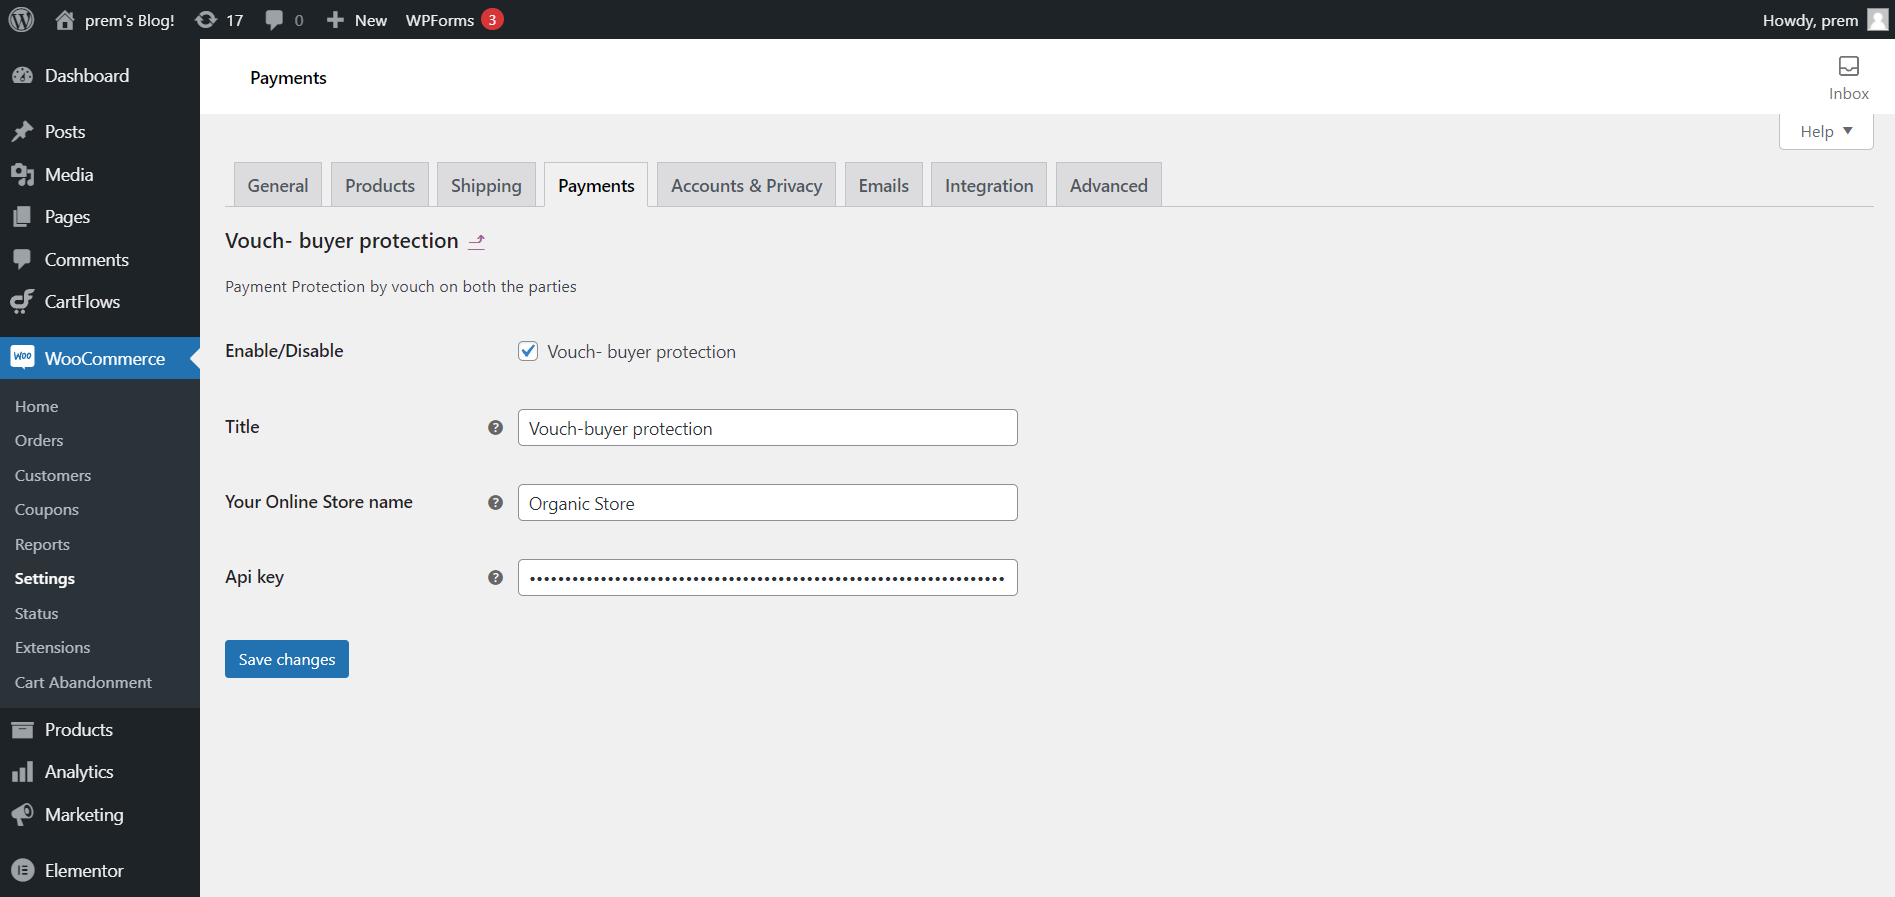 prem's Blog! 17 0 New WPForms 3 Howdy, prem
Dashboard
Posts
Media
Pages
Comments
CartFlows
Woo WooCommerce
Home
Orders
Customers
Coupons
Reports
Settings
Status
Extensions
Cart Abandonment
Products
Analytics
Marketing
Elementor
Payments
Inbox
Help
General Products Shipping Payments Accounts & Privacy Emails Integration Advanced
Vouch- buyer protection
Payment Protection by vouch on both the parties
Enable/Disable Vouch- buyer protection
Title Vouch-buyer protection
Your Online Store name Organic Store
Api key
Save changes